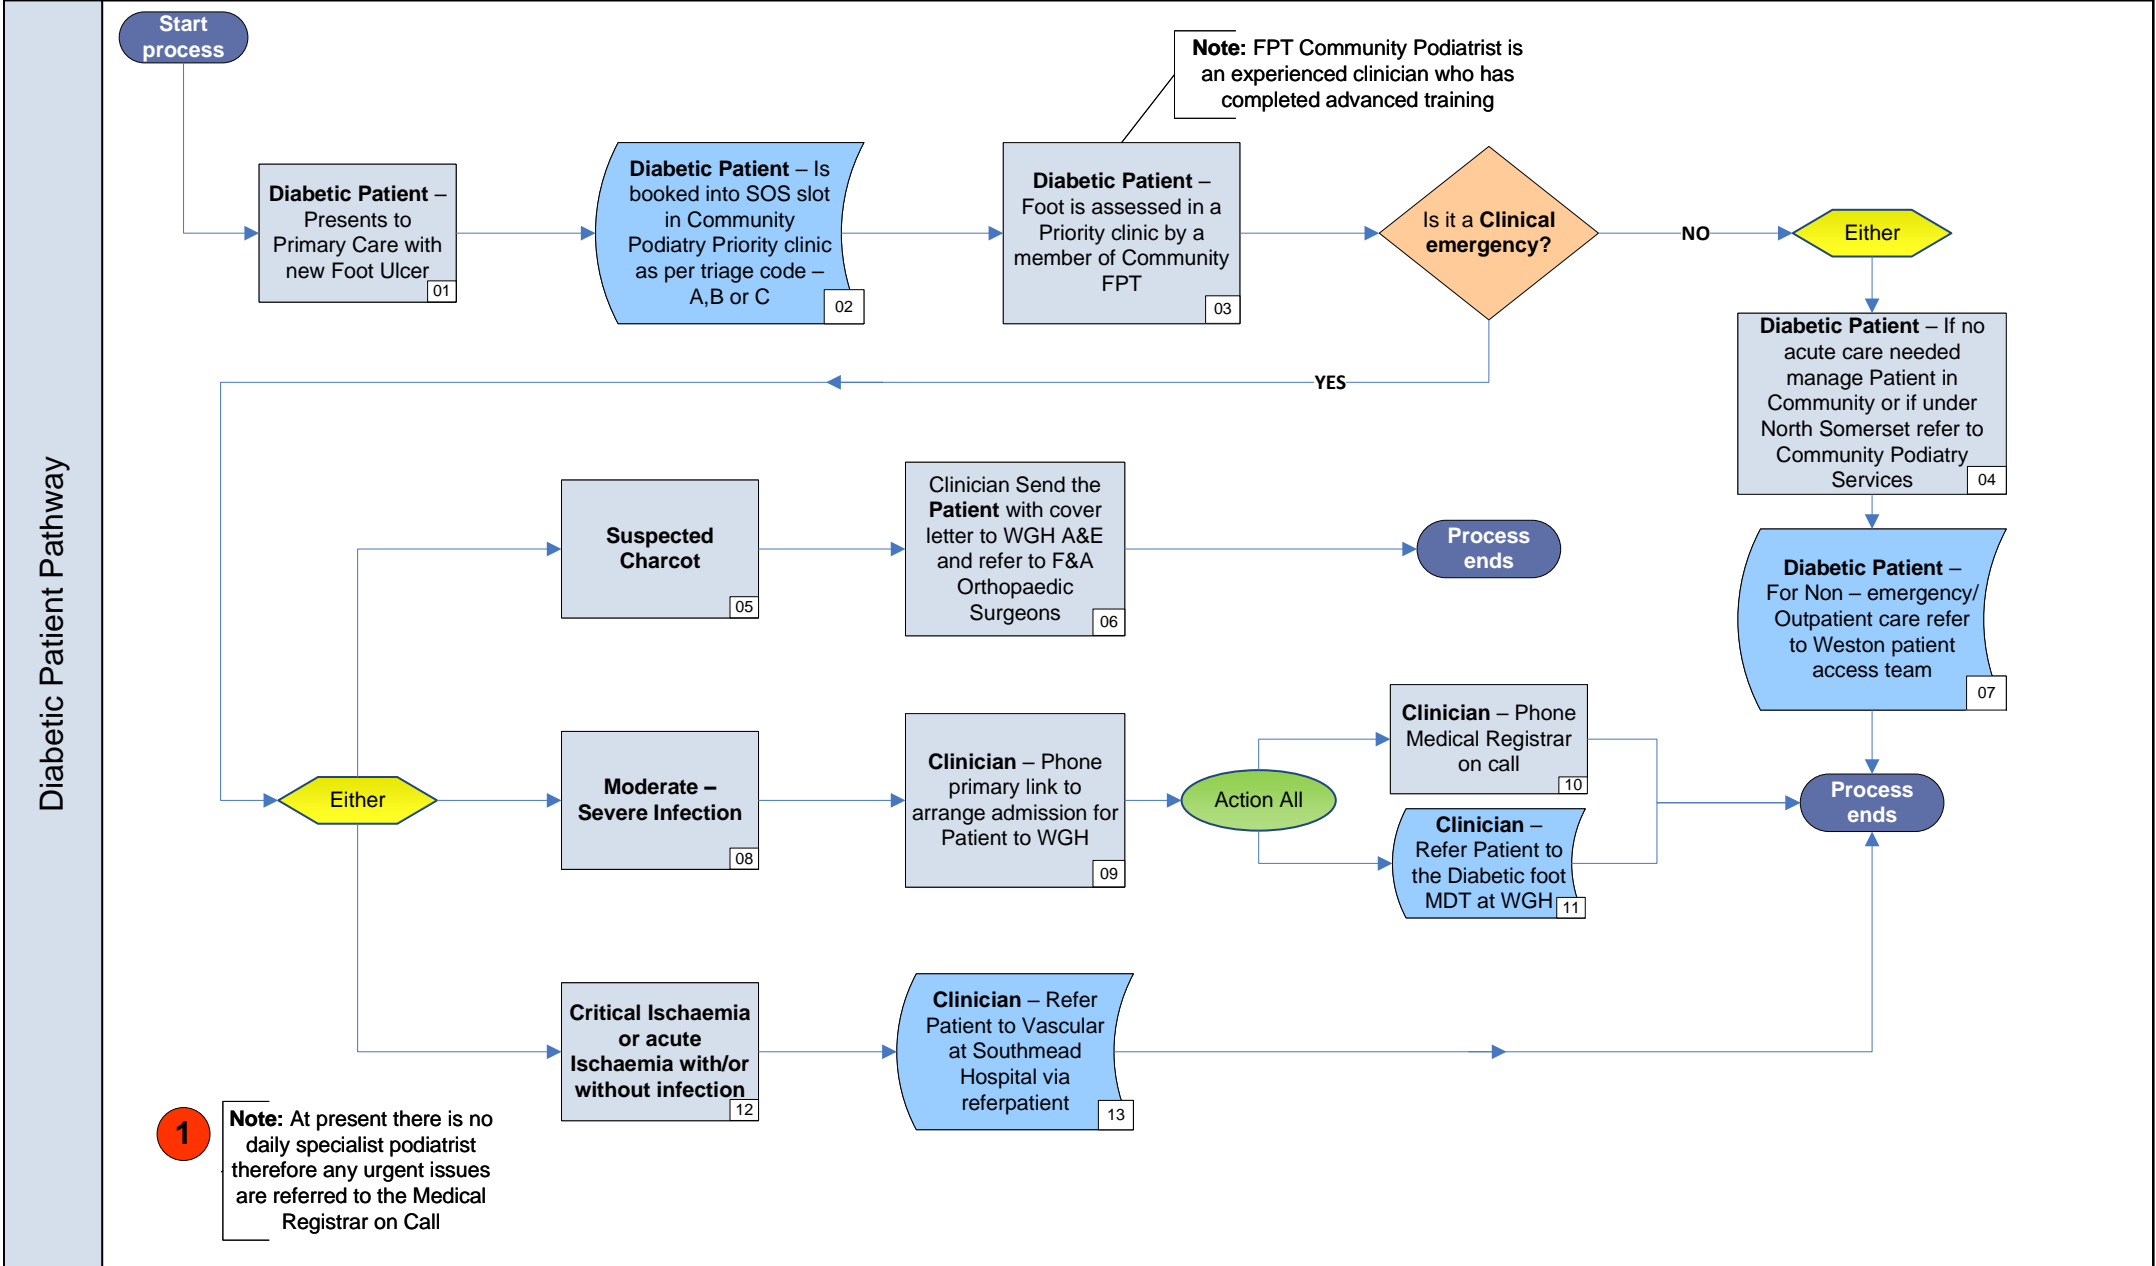 Diabetic Patient Pathway
Start
process
Note: FPT Community Podiatrist is
an experienced clinician who has
completed advanced training
Diabetic Patient –
Presents to
Primary Care with
new Foot Ulcer
01
Diabetic Patient – Is
booked into SOS slot
in Community
Podiatry Priority clinic
as per triage code –
A,B or C
02
Diabetic Patient –
Foot is assessed in a
Priority clinic by a
member of Community
FPT
03
Is it a Clinical
emergency?
NO
Either
YES
Diabetic Patient – If no
acute care needed
manage Patient in
Community or if under
North Somerset refer to
Community Podiatry
Services
04
Suspected
Charcot
05
Clinician Send the
Patient with cover
letter to WGH A&E
and refer to F&A
Orthopaedic
Surgeons
06
Process
ends
Diabetic Patient –
For Non – emergency/
Outpatient care refer
to Weston patient
access team
07
Either
Moderate –
Severe Infection
08
Clinician – Phone
primary link to
arrange admission for
Patient to WGH
09
Action All
Clinician – Phone
Medical Registrar
on call
10
Clinician –
Refer Patient to
the Diabetic foot
MDT at WGH
11
Process
ends
Critical Ischaemia
or acute
Ischaemia with/or
without infection
12
Clinician – Refer
Patient to Vascular
at Southmead
Hospital via
referpatient
13
1
Note: At present there is no
daily specialist podiatrist
therefore any urgent issues
are referred to the Medical
Registrar on Call